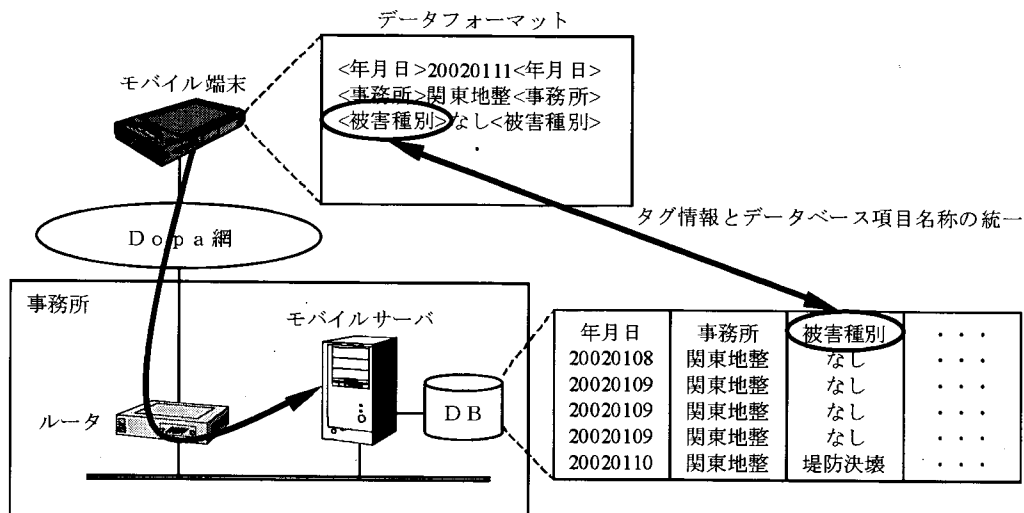 データフォーマット
モバイル端末
<年月日>20020111<年月日>
<事務所>関東地整<事務所>
<被害種別>なし<被害種別>
タグ情報とデータベース項目名称の統一
Dopa網
事務所
モバイルサーバ
ルータ
DB
年月日 事務所 被害種別 ・・・
20020108 関東地整 なし ・・・
20020109 関東地整 なし ・・・
20020109 関東地整 なし ・・・
20020109 関東地整 なし ・・・
20020110 関東地整 堤防決壊 ・・・